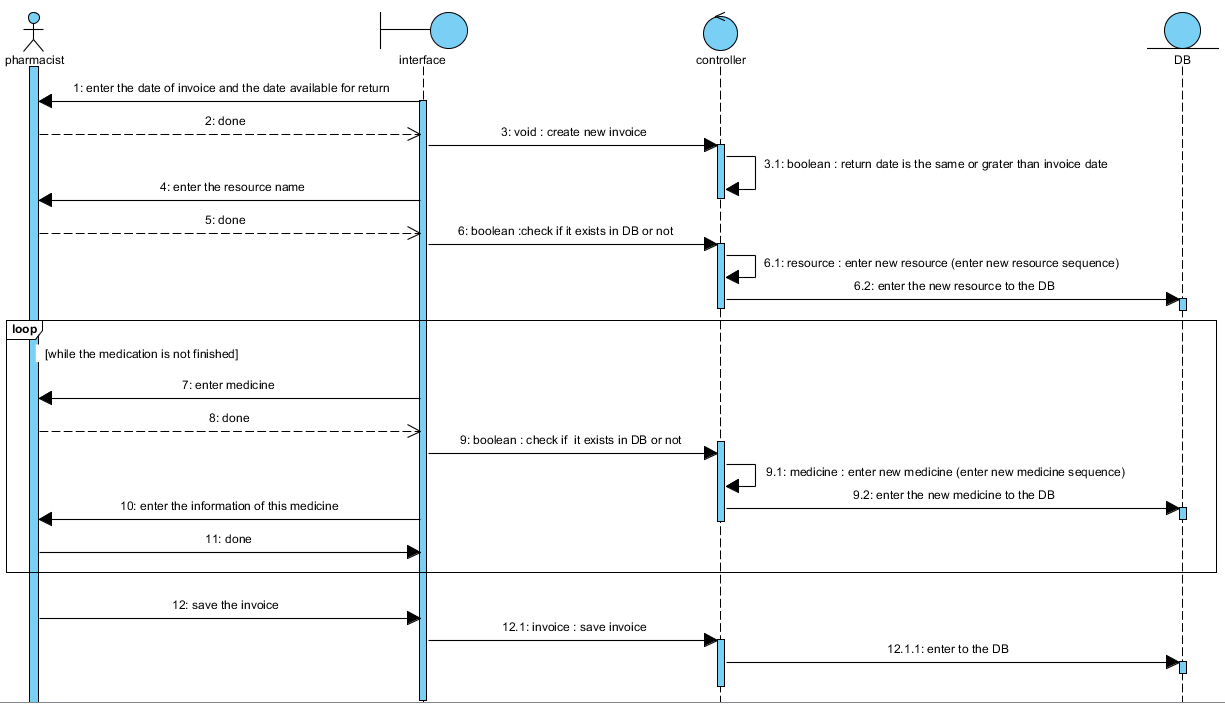 pharmacist
interface
controller
DB
1: enter the date of invoice and the date available for return
2: done
3: void : create new invoice
3.1: boolean : return date is the same or grater than invoice date
4: enter the resource name
5: done
6: boolean :check if it exists in DB or not
6.1: resource : enter new resource (enter new resource sequence)
6.2: enter the new resource to the DB
loop
[while the medication is not finished]
7: enter medicine
8: done
9: boolean : check if  it exists in DB or not
9.1: medicine : enter new medicine (enter new medicine sequence)
9.2: enter the new medicine to the DB
10: enter the information of this medicine
11: done
12: save the invoice
12.1: invoice : save invoice
12.1.1: enter to the DB